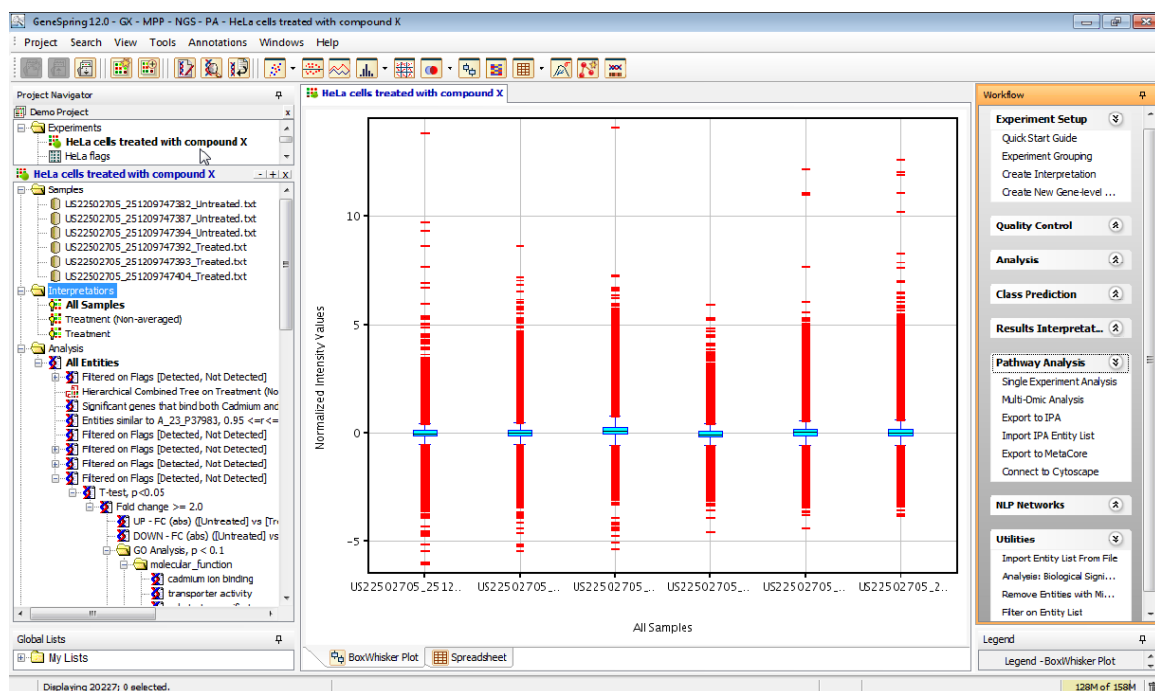 GeneSpring 12.0 - GX - MPP - NGS - PA - HeLa cells treated with compound X
Project Search View Tools Annotations Windows Help
Project Navigator
Demo Project
Experiments
HeLa cells treated with compound X
HeLa flags
HeLa cells treated with compound X
Samples
US22502705_251209747382_Untreated.txt
US22502705_251209747387_Untreated.txt
US22502705_251209747394_Untreated.txt
US22502705_251209747392_Treated.txt
US22502705_251209747393_Treated.txt
US22502705_251209747404_Treated.txt
Interpretations
All Samples
Treatment (Non-averaged)
Treatment
Analysis
All Entities
Filtered on Flags [Detected, Not Detected]
Hierarchical Combined Tree on Treatment (No
Significant genes that bind both Cadmium and
Entities similar to A_23_P37983, 0.95 <=r<=
Filtered on Flags [Detected, Not Detected]
Filtered on Flags [Detected, Not Detected]
Filtered on Flags [Detected, Not Detected]
T-test, p<0.05
Fold change >= 2.0
UP - FC (abs) ([Untreated] vs [Tre
DOWN - FC (abs) ([Untreated] vs
GO Analysis, p < 0.1
molecular_function
cadmium ion binding
transporter activity
Global Lists
My Lists
HeLa cells treated with compound X
Normalized Intensity Values
10
5
0
-5
US22502705_2512.. US22502705_... US22502705_... US22502705_... US22502705_... US22502705_2...
All Samples
BoxWhisker Plot Spreadsheet
Workflow
Experiment Setup
Quick Start Guide
Experiment Grouping
Create Interpretation
Create New Gene-level ...
Quality Control
Analysis
Class Prediction
Results Interpretat...
Pathway Analysis
Single Experiment Analysis
Multi-Omic Analysis
Export to IPA
Import IPA Entity List
Export to MetaCore
Connect to Cytoscape
NLP Networks
Utilities
Import Entity List From File
Analysis: Biological Signi...
Remove Entities with Mi...
Filter on Entity List
Legend
Legend - BoxWhisker Plot
Displaying 20227; 0 selected.
128M of 158M